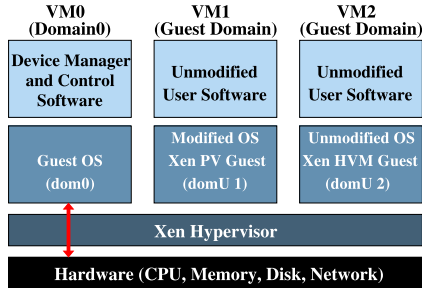 VM0
(Domain0)
VM1
(Guest Domain)
VM2
(Guest Domain)
Device Manager
and Control
Software
Unmodified
User Software
Unmodified
User Software
Guest OS
(dom0)
Modified OS
Xen PV Guest
(domU 1)
Unmodified OS
Xen HVM Guest
(domU 2)
Xen Hypervisor
Hardware (CPU, Memory, Disk, Network)